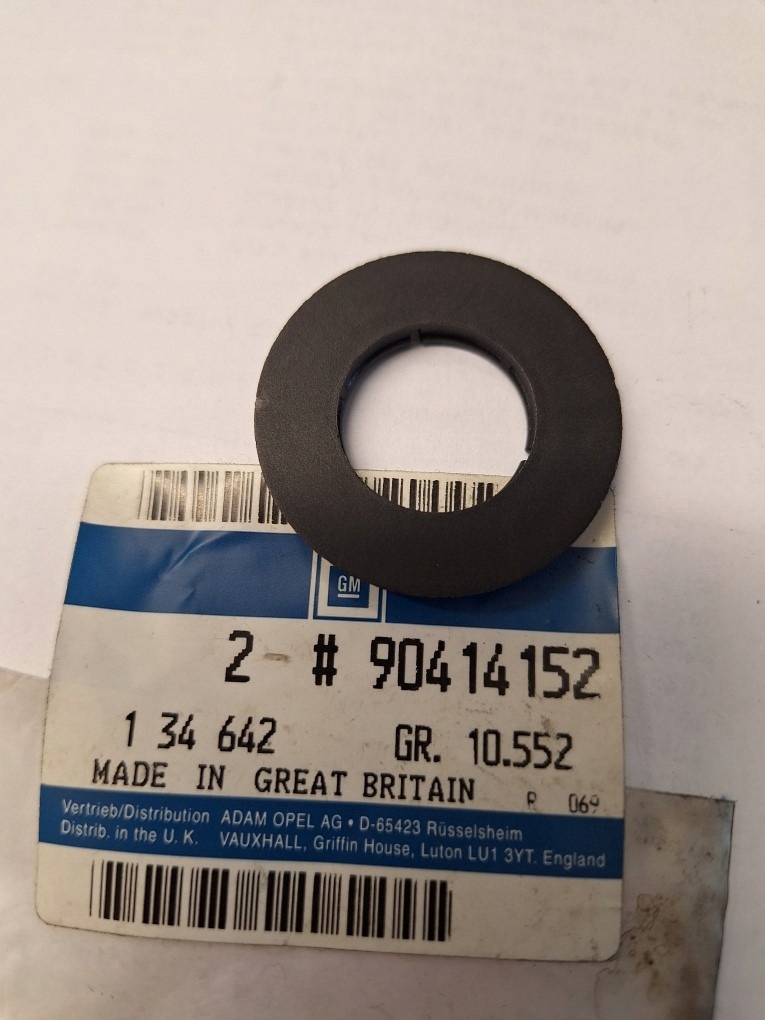 GM
2 - # 90414152
1 34 642 GR. 10.552
MADE IN GREAT BRITAIN R 069
Vertrieb/Distribution ADAM OPEL AG • D-65423 Rüsselsheim
Distrib. in the U. K. VAUXHALL, Griffin House, Luton LU1 3YT. England